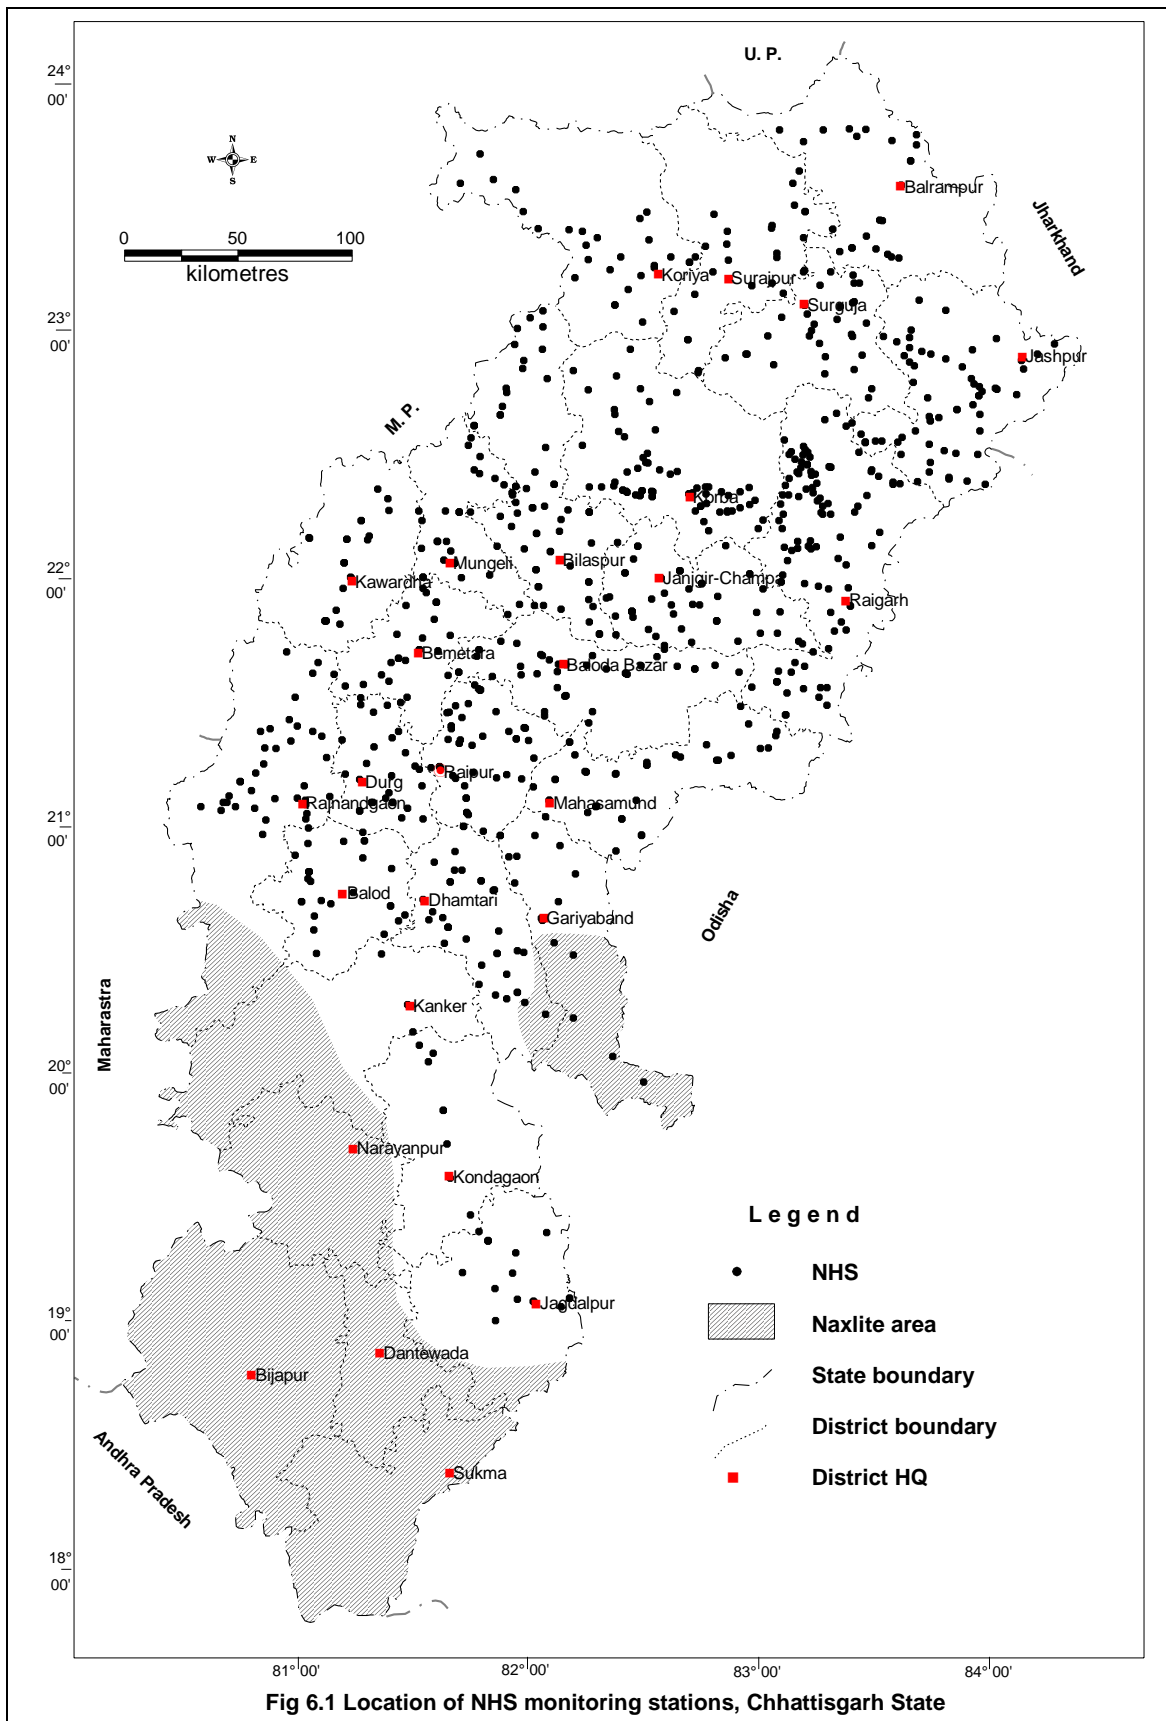 U. P.
24°
00'
N
W E
S
Balrampur
Jharkhand
0 50 100
kilometres
Koriya
Surajpur
Surguja
23°
00'
Jashpur
M. P.
Korba
Mungeli
Bilaspur
22°
00'
Kawardha
Janjgir-Champa
Raigarh
Bemetara
Baloda Bazar
Raipur
Durg
Rajnandgaon
Mahasamund
21°
00'
Balod
Dhamtari
Gariyaband
Odisha
Maharastra
Kanker
20°
00'
Narayanpur
Kondagaon
Legend
NHS
Jagdalpur
19°
00'
Naxlite area
Dantewada
Bijapur
State boundary
District boundary
Andhra Pradesh
Sukma
District HQ
18°
00'
81°00' 82°00' 83°00' 84°00'
Fig 6.1 Location of NHS monitoring stations, Chhattisgarh State